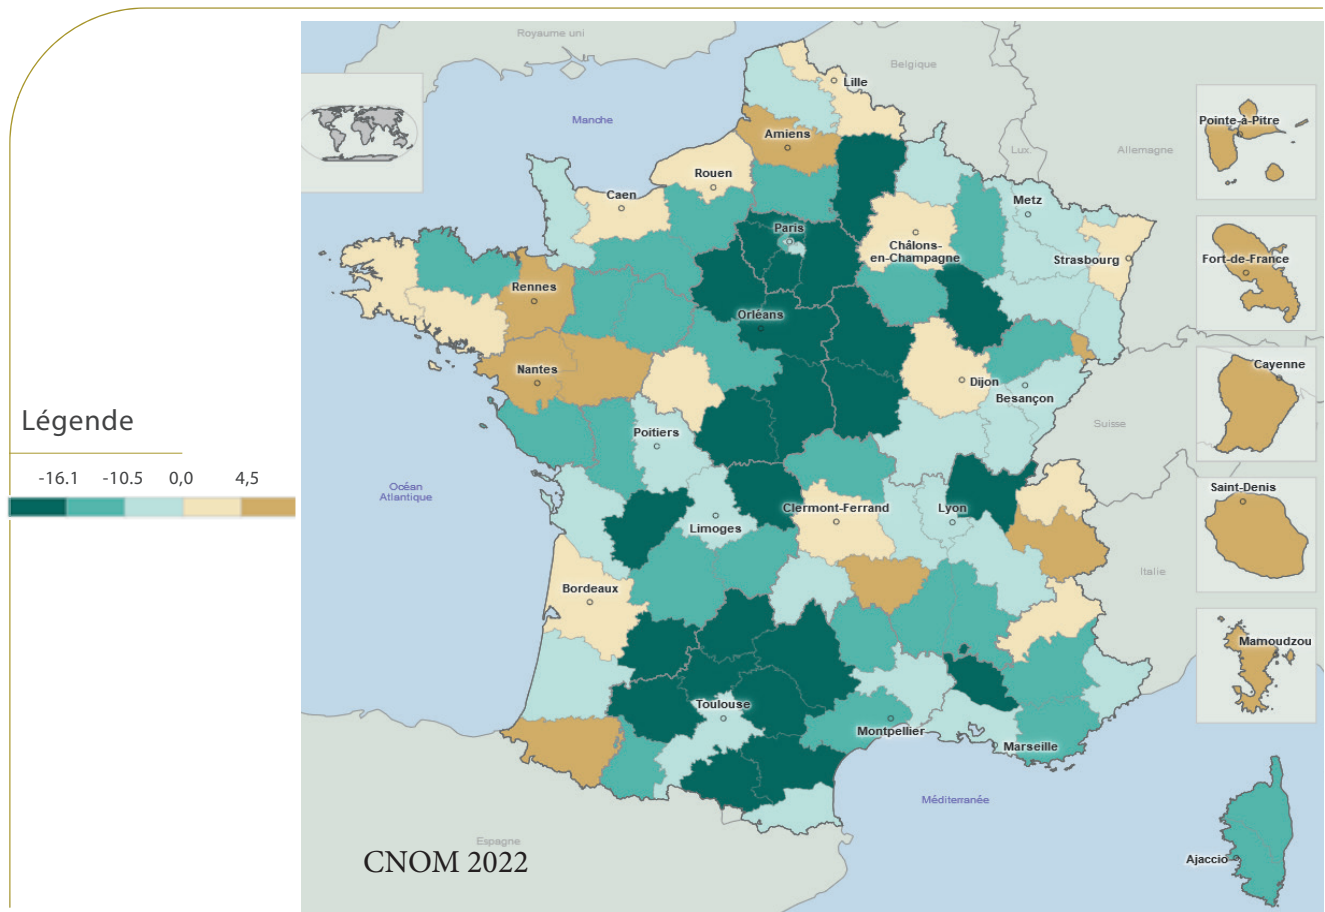 Royaume uni
Belgique
Lille
Manche
Amiens
Pointe-à-Pitre
Lux.
Allemagne
Rouen
Caen
Metz
Paris
Châlons-
en-Champagne
Strasbourg
Fort-de-France
Rennes
Orléans
Cayenne
Nantes
Dijon
Besançon
Légende
Suisse
Poitiers
-16.1 -10.5 0,0 4,5
Océan
Atlantique
Saint-Denis
Clermont-Ferrand
Lyon
Limoges
Italie
Bordeaux
Mamoudzou
Toulouse
Montpellier
Marseille
Méditerranée
Espagne
CNOM 2022
Ajaccio